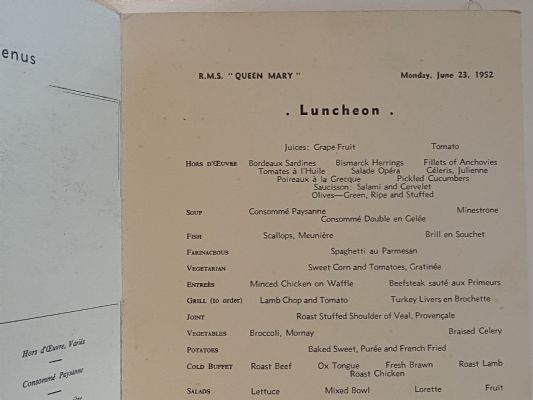 enus
Hors d'Œuvre, Variés
Consommé Paysanne
R.M.S. "QUEEN MARY"
Monday, June 23, 1952
. Luncheon .
Juices: Grape Fruit Tomato
HORS D'ŒUVRE Bordeaux Sardines Bismarck Herrings Fillets of Anchovies
Tomates à l'Huile Salade Opéra Céleris, Julienne
Poireaux à la Grecque Pickled Cucumbers
Saucisson: Salami and Cervelet
Olives—Green, Ripe and Stuffed
SOUP Consommé Paysanne Minestrone
Consommé Double en Gelée
FISH Scallops, Meunière Brill en Souchet
FARINACEOUS Spaghetti au Parmesan
VEGETARIAN Sweet Corn and Tomatoes, Gratinée
ENTREES Minced Chicken on Waffle Beefsteak sauté aux Primeurs
GRILL (to order) Lamb Chop and Tomato Turkey Livers en Brochette
JOINT Roast Stuffed Shoulder of Veal, Provençale
VEGETABLES Broccoli, Mornay Braised Celery
POTATOES Baked Sweet, Purée and French Fried
COLD BUFFET Roast Beef Ox Tongue Fresh Brawn Roast Lamb
Roast Chicken
SALADS Lettuce Mixed Bowl Lorette Fruit